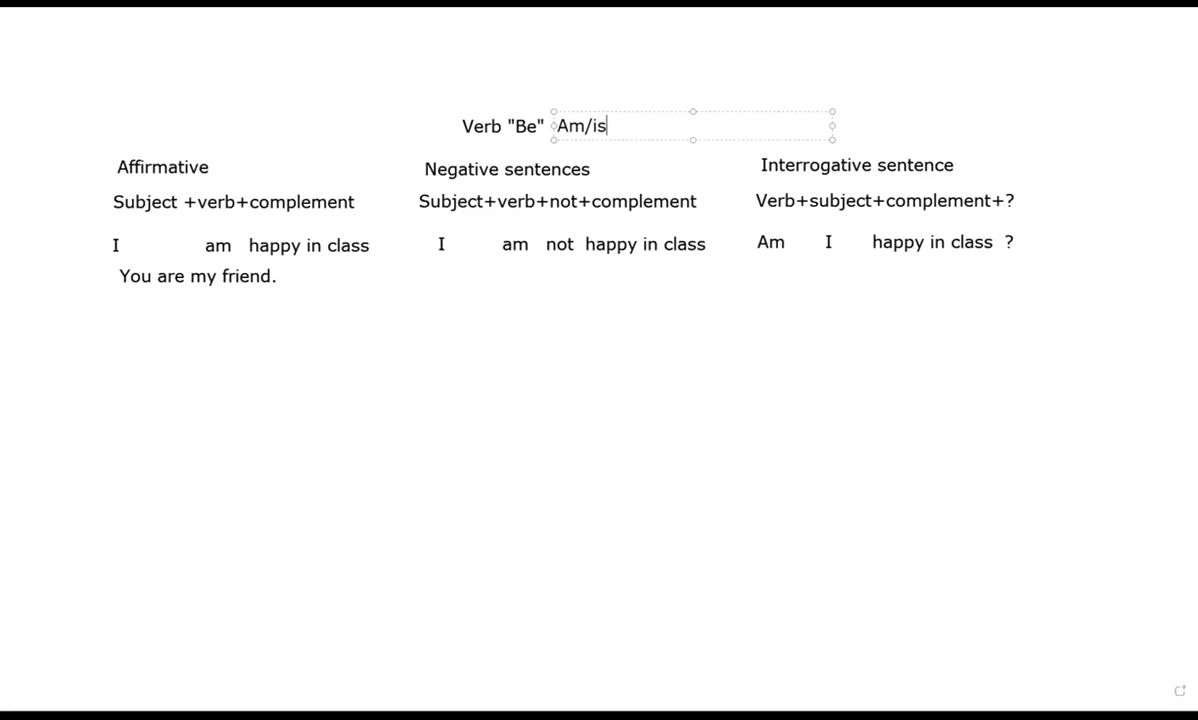 Verb "Be" Am/is
Affirmative
Subject +verb+complement
I am happy in class
You are my friend.
Negative sentences
Subject+verb+not+complement
I am not happy in class
Interrogative sentence
Verb+subject+complement+?
Am I happy in class ?